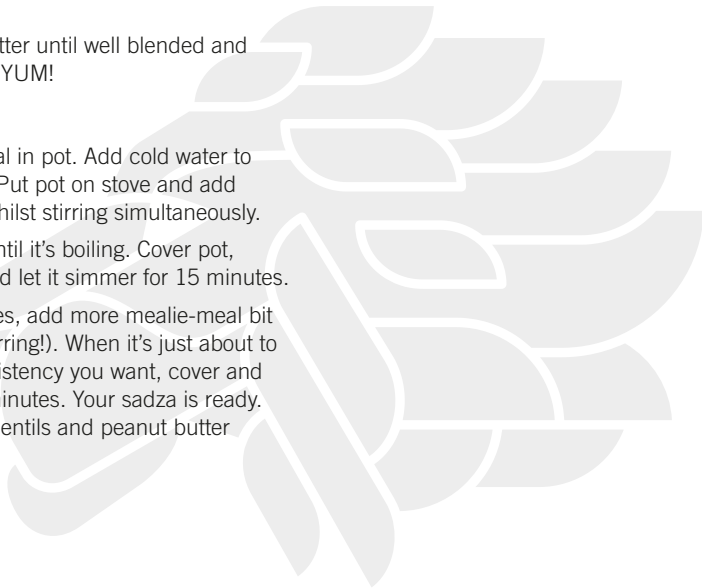 tter until well blended and
YUM!
al in pot. Add cold water to
Put pot on stove and add
hilst stirring simultaneously.
til it’s boiling. Cover pot,
d let it simmer for 15 minutes.
es, add more mealie-meal bit
rring!). When it’s just about to
istency you want, cover and
minutes. Your sadza is ready.
entils and peanut butter